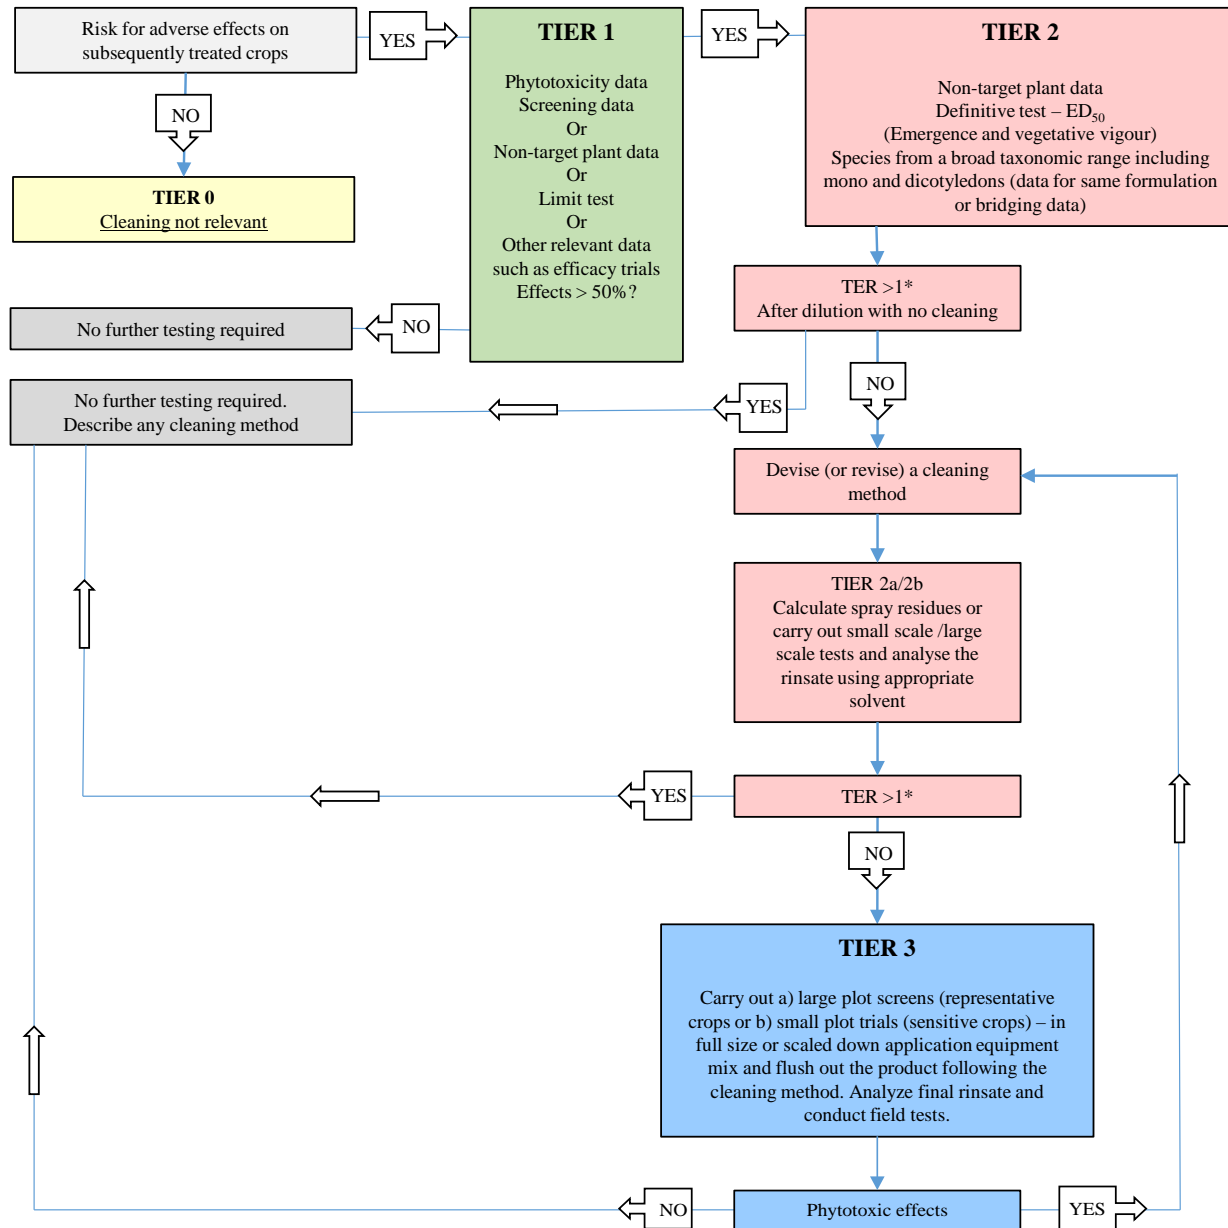 Risk for adverse effects on
subsequently treated crops
YES
TIER 1
Phytotoxicity data
Screening data
Or
Non-target plant data
Or
Limit test
Or
Other relevant data
such as efficacy trials
Effects > 50%?
YES
TIER 2
Non-target plant data
Definitive test – ED50
(Emergence and vegetative vigour)
Species from a broad taxonomic range including
mono and dicotyledons (data for same formulation
or bridging data)
NO
TIER 0
Cleaning not relevant
NO
No further testing required
TER >1*
After dilution with no cleaning
YES
No further testing required.
Describe any cleaning method
NO
Devise (or revise) a cleaning
method
TIER 2a/2b
Calculate spray residues or
carry out small scale /large
scale tests and analyse the
rinsate using appropriate
solvent
TER >1*
YES
NO
TIER 3
Carry out a) large plot screens (representative
crops or b) small plot trials (sensitive crops) – in
full size or scaled down application equipment
mix and flush out the product following the
cleaning method. Analyze final rinsate and
conduct field tests.
NO
Phytotoxic effects
YES